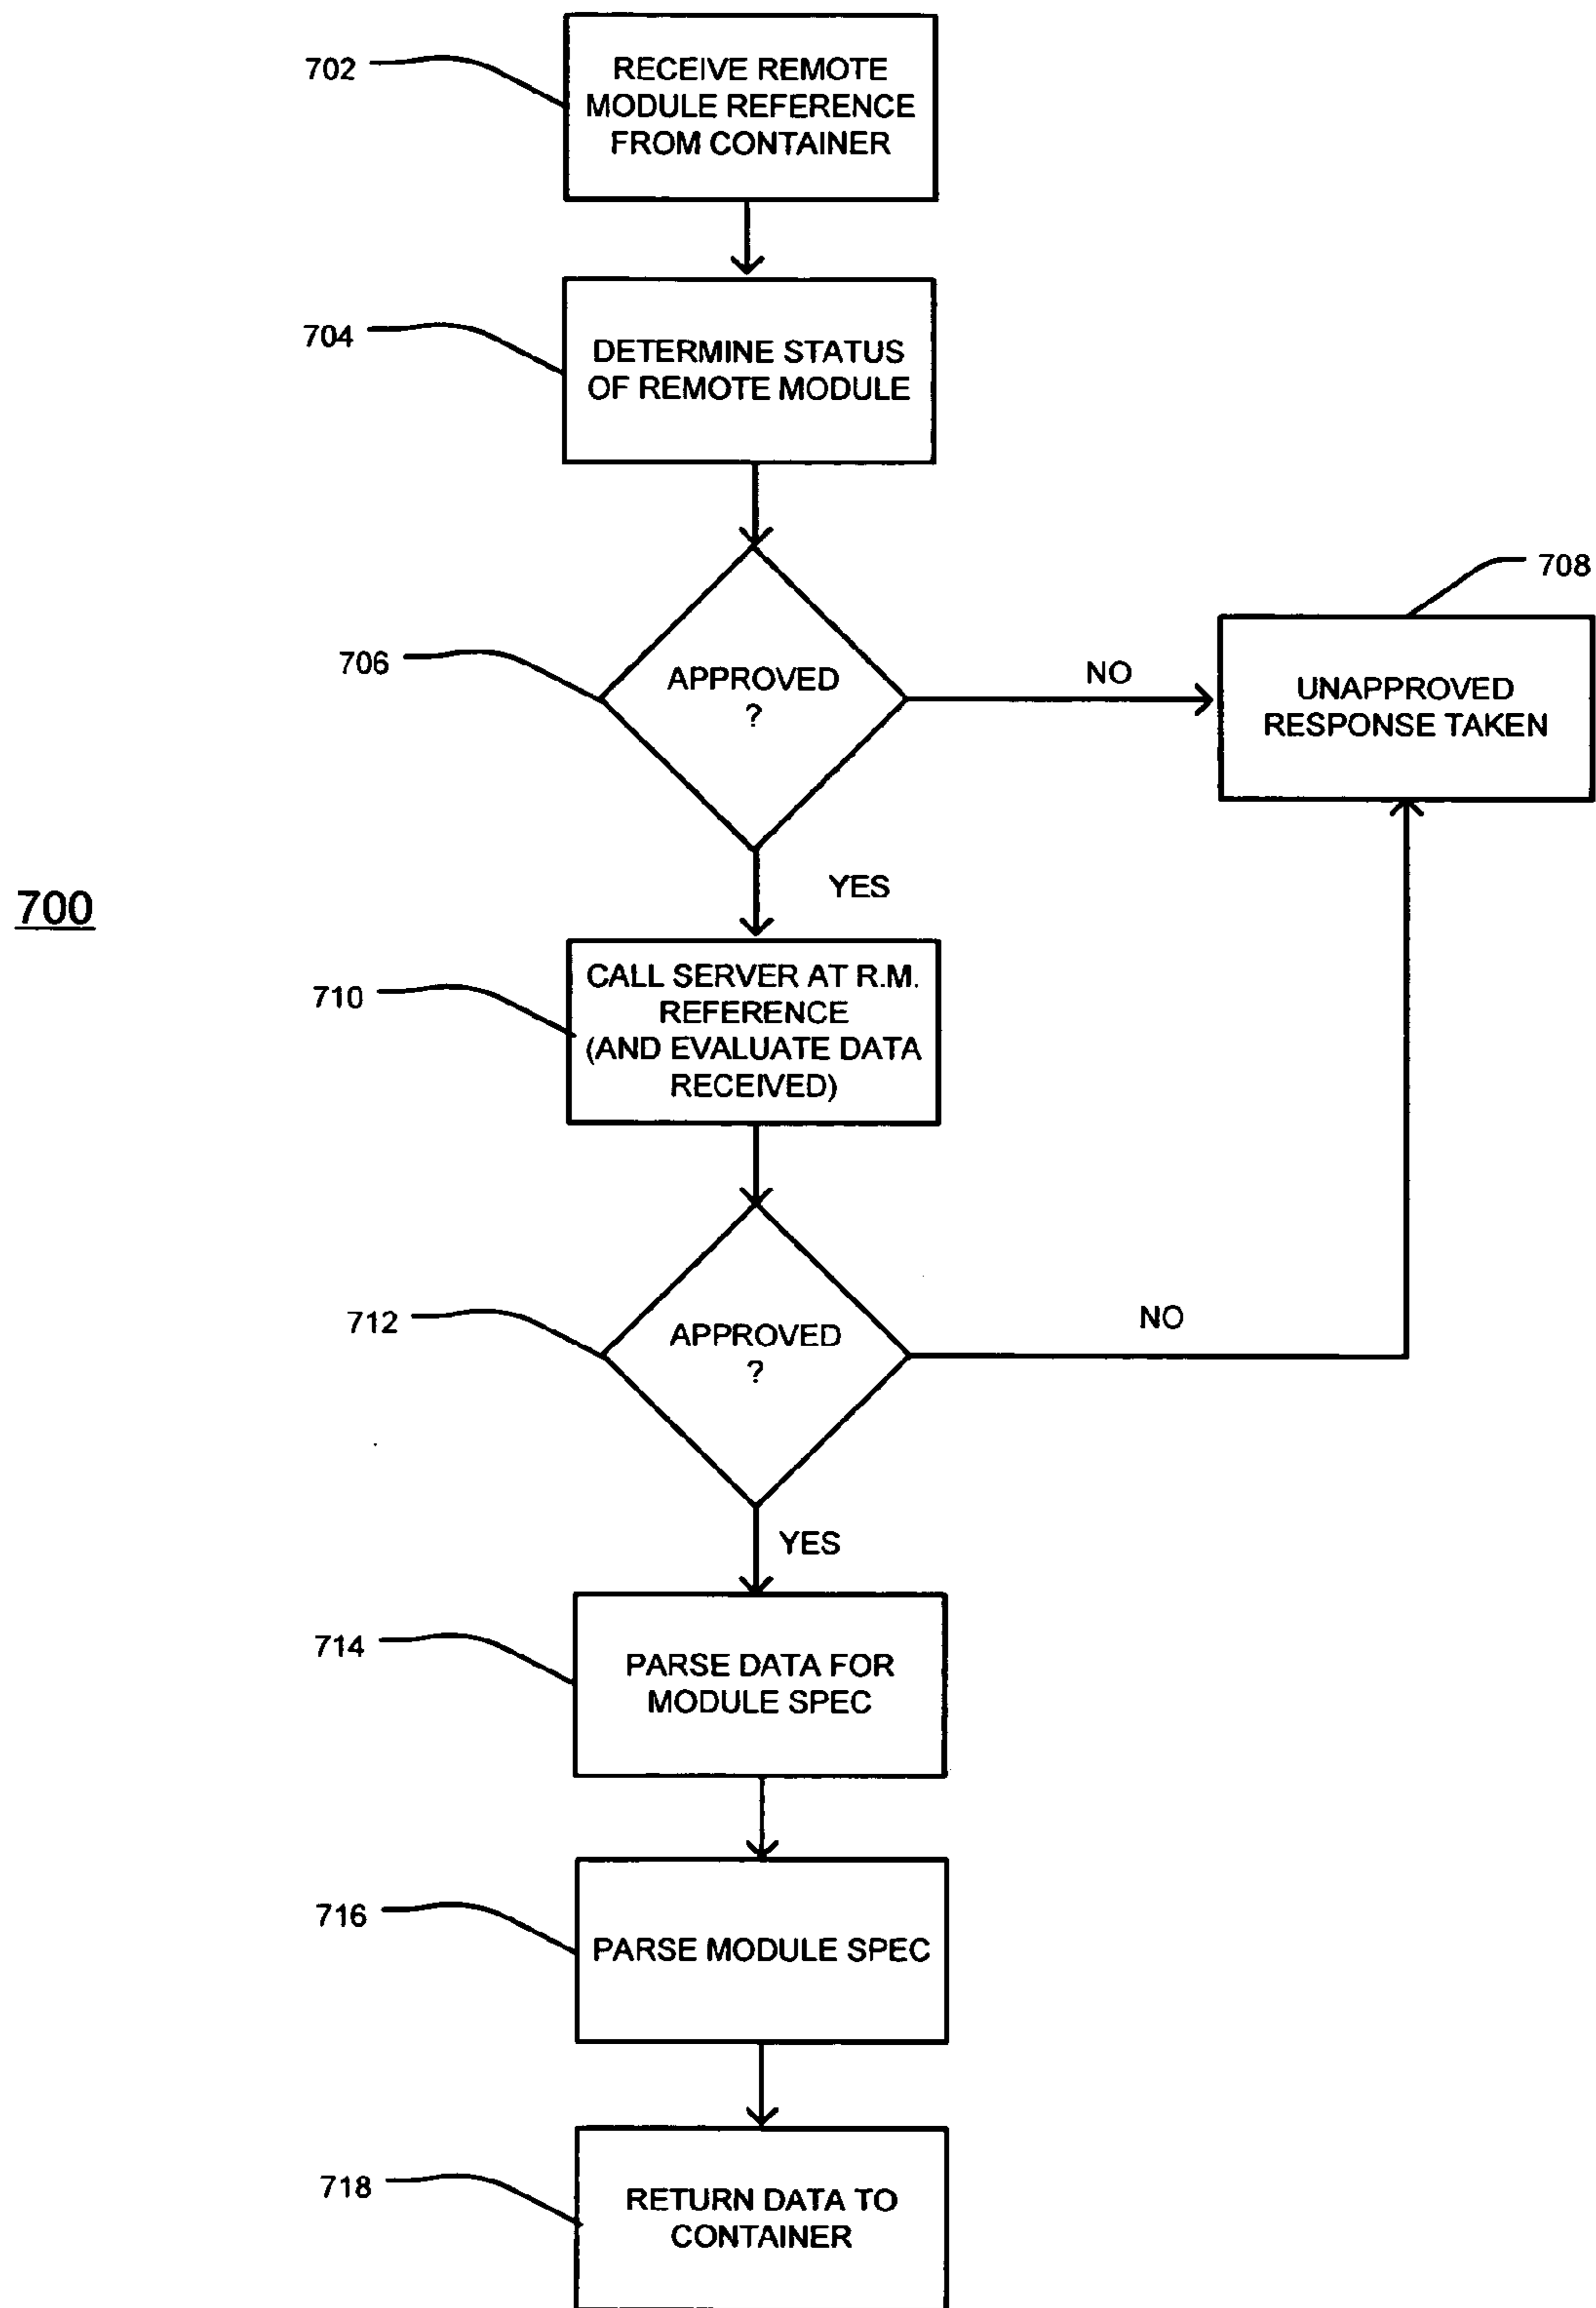 702
RECEIVE REMOTE
MODULE REFERENCE
FROM CONTAINER
704
DETERMINE STATUS
OF REMOTE MODULE
706
APPROVED
?
NO
708
UNAPPROVED
RESPONSE TAKEN
YES
700
710
CALL SERVER AT R.M.
REFERENCE
(AND EVALUATE DATA
RECEIVED)
712
APPROVED
?
NO
YES
714
PARSE DATA FOR
MODULE SPEC
716
PARSE MODULE SPEC
718
RETURN DATA TO
CONTAINER